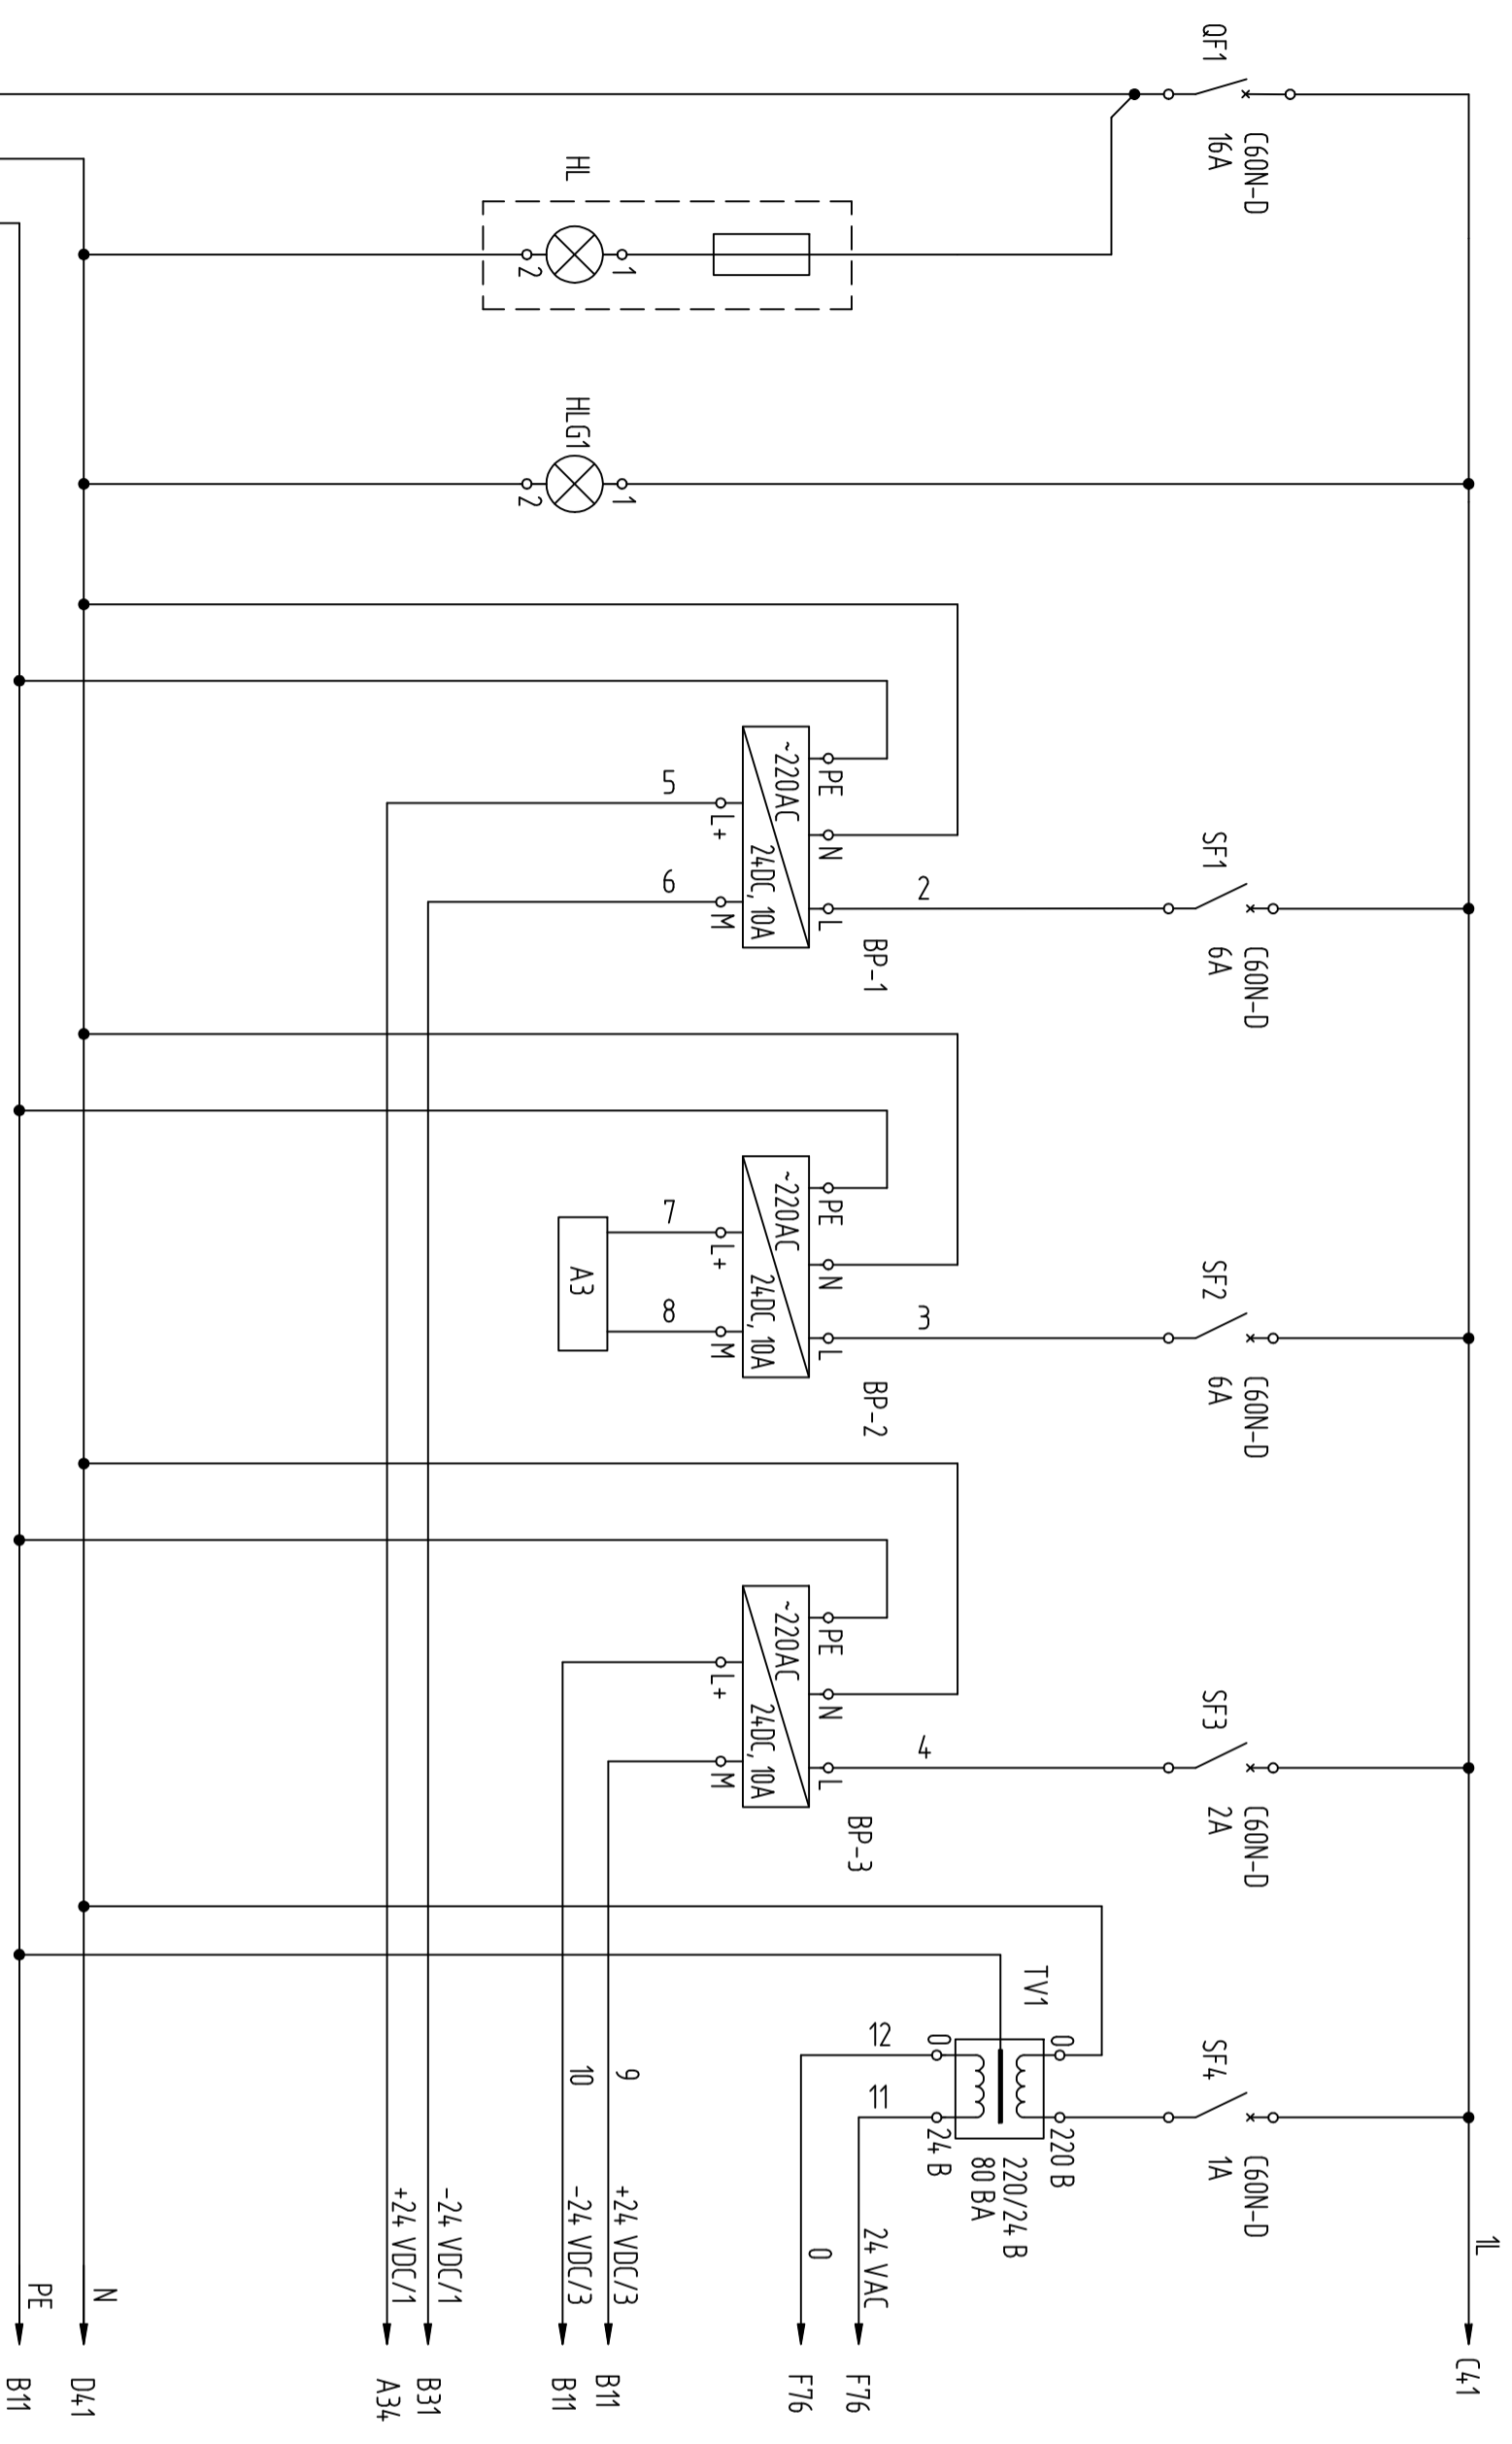 1L
C41
QF1
C60N-D
16A
SF1
C60N-D
6A
SF2
C60N-D
6A
SF3
C60N-D
2A
SF4
C60N-D
1A
HL
1
2
HLG1
1
2
2
BP-1
PE
N
L
~220AC
24DC, 10A
L+
M
5
6
3
BP-2
PE
N
L
~220AC
24DC, 10A
L+
M
7
8
A3
4
BP-3
PE
N
L
~220AC
24DC, 10A
L+
M
TV1
0
220 В
220/24 В
80 ВА
0
24 В
12
11
24 VAC
F76
0
F76
9
+24 VDC/3
B11
10
-24 VDC/3
B11
-24 VDC/1
B31
+24 VDC/1
A34
N
D41
PE
B11